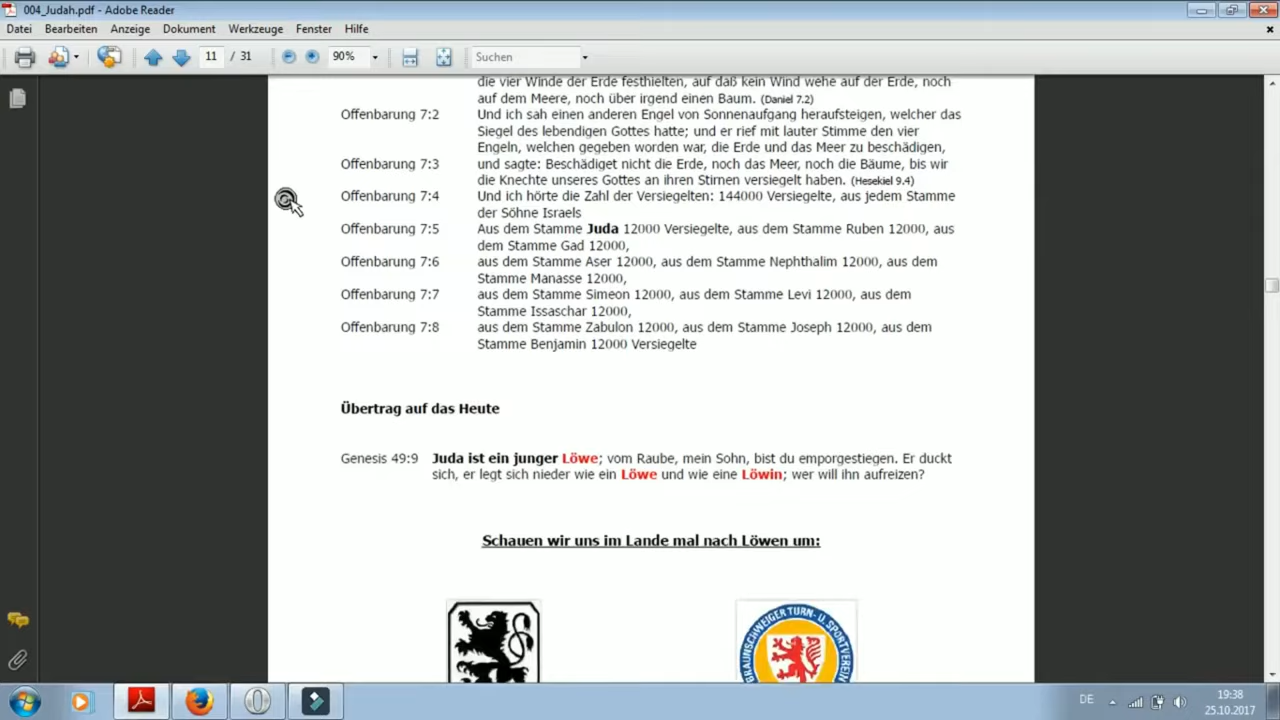 004_Judah.pdf - Adobe Reader
Datei Bearbeiten Anzeige Dokument Werkzeuge Fenster Hilfe
11 / 31 90% Suchen
die vier Winde der Erde festhielten, auf daß kein Wind wehe auf der Erde, noch
auf dem Meere, noch über irgend einen Baum. (Daniel 7.2)
Offenbarung 7:2 Und ich sah einen anderen Engel von Sonnenaufgang heraufsteigen, welcher das
Siegel des lebendigen Gottes hatte; und er rief mit lauter Stimme den vier
Engeln, welchen gegeben worden war, die Erde und das Meer zu beschädigen,
Offenbarung 7:3 und sagte: Beschädiget nicht die Erde, noch das Meer, noch die Bäume, bis wir
die Knechte unseres Gottes an ihren Stirnen versiegelt haben. (Hesekiel 9.4)
Offenbarung 7:4 Und ich hörte die Zahl der Versiegelten: 144000 Versiegelte, aus jedem Stamme
der Söhne Israels
Offenbarung 7:5 Aus dem Stamme Juda 12000 Versiegelte, aus dem Stamme Ruben 12000, aus
dem Stamme Gad 12000,
Offenbarung 7:6 aus dem Stamme Aser 12000, aus dem Stamme Nephthalim 12000, aus dem
Stamme Manasse 12000,
Offenbarung 7:7 aus dem Stamme Simeon 12000, aus dem Stamme Levi 12000, aus dem
Stamme Issaschar 12000,
Offenbarung 7:8 aus dem Stamme Zabulon 12000, aus dem Stamme Joseph 12000, aus dem
Stamme Benjamin 12000 Versiegelte
Übertrag auf das Heute
Genesis 49:9 Juda ist ein junger Löwe; vom Raube, mein Sohn, bist du emporgestiegen. Er duckt
sich, er legt sich nieder wie ein Löwe und wie eine Löwin; wer will ihn aufreizen?
Schauen wir uns im Lande mal nach Löwen um:
BRAUNSCHWEIGER TURN- U. SPORTVEREIN
DE 19:38
25.10.2017